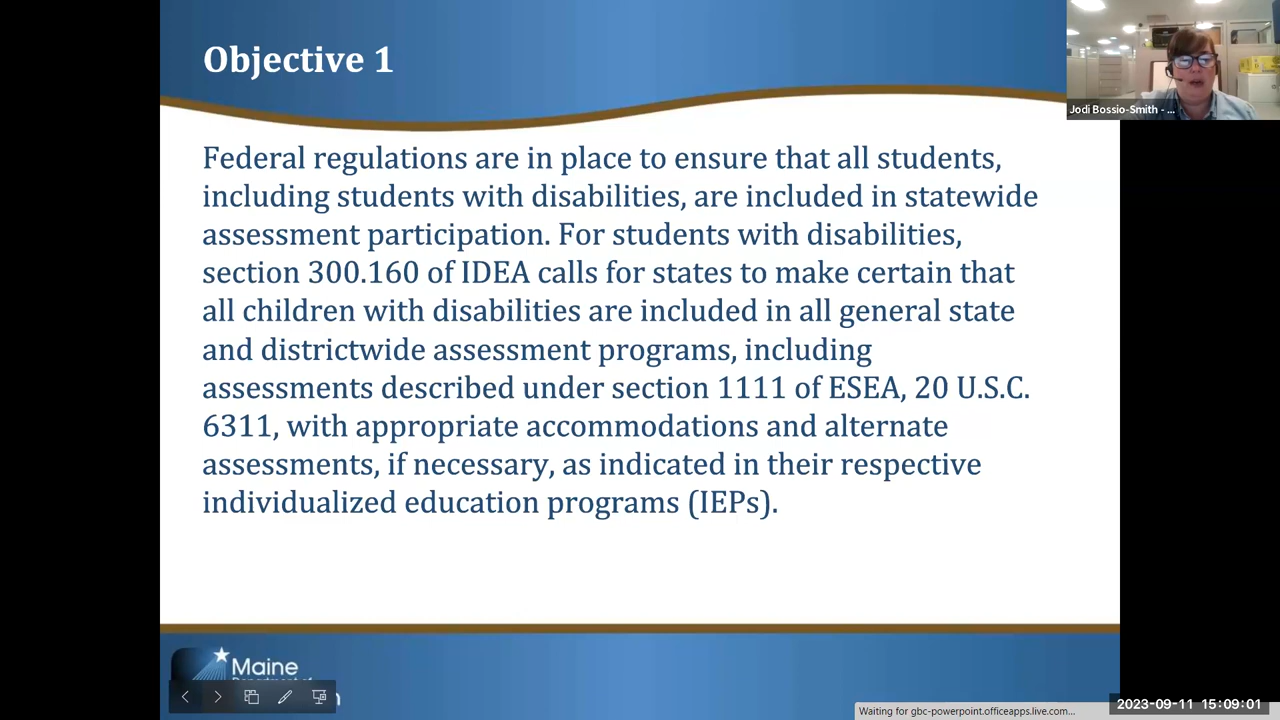 Objective 1
Jodi Bossio-Smith - ...
Federal regulations are in place to ensure that all students,
including students with disabilities, are included in statewide
assessment participation. For students with disabilities,
section 300.160 of IDEA calls for states to make certain that
all children with disabilities are included in all general state
and districtwide assessment programs, including
assessments described under section 1111 of ESEA, 20 U.S.C.
6311, with appropriate accommodations and alternate
assessments, if necessary, as indicated in their respective
individualized education programs (IEPs).
Maine
Waiting for gbc-powerpoint.officeapps.live.com...
2023-09-11 15:09:01